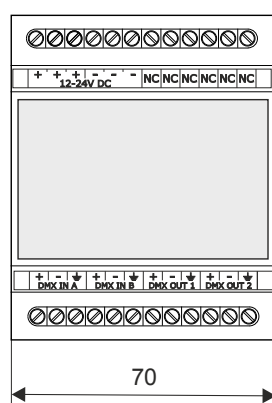 + + + - - - NC NC NC NC NC NC
12-24V DC
+ - ⏚ + - ⏚ + - ⏚ + - ⏚
DMX IN A DMX IN B DMX OUT 1 DMX OUT 2
70